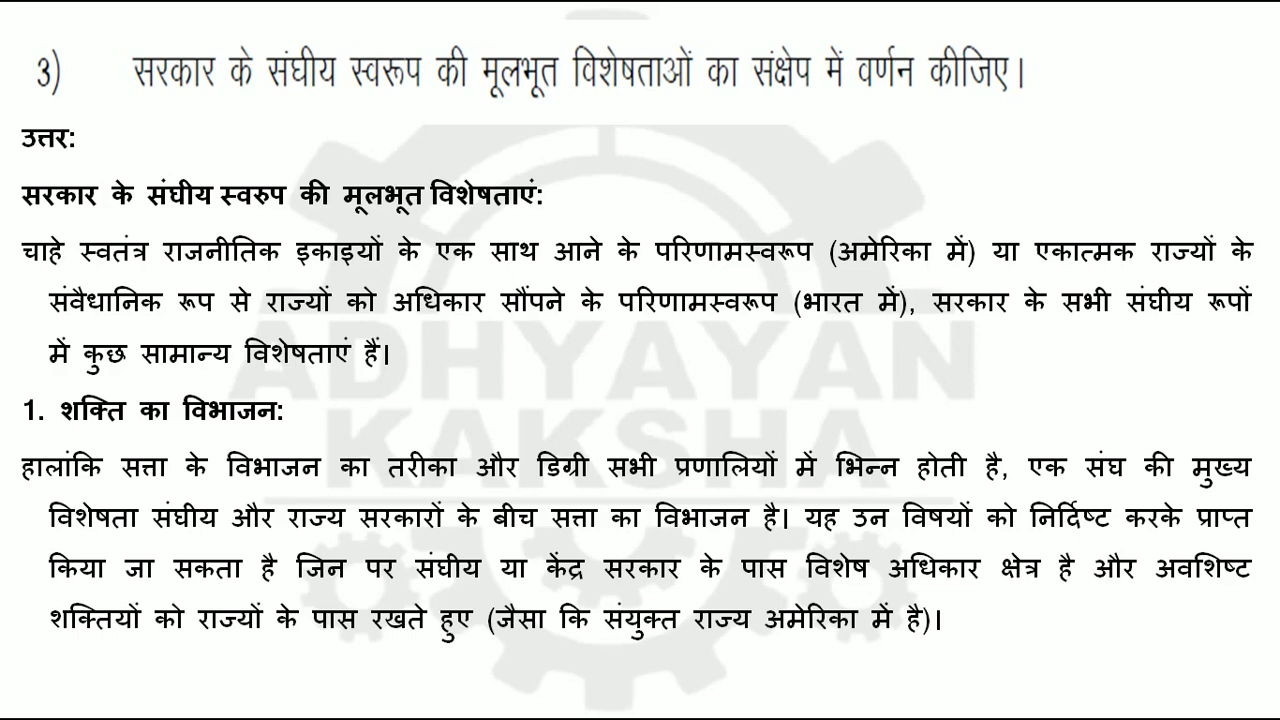 3) सरकार के संघीय स्वरूप की मूलभूत विशेषताओं का संक्षेप में वर्णन कीजिए।
उत्तर:
सरकार के संघीय स्वरुप की मूलभूत विशेषताएं:
चाहे स्वतंत्र राजनीतिक इकाइयों के एक साथ आने के परिणामस्वरूप (अमेरिका में) या एकात्मक राज्यों के
संवैधानिक रूप से राज्यों को अधिकार सौंपने के परिणामस्वरूप (भारत में), सरकार के सभी संघीय रूपों
में कुछ सामान्य विशेषताएं हैं।
1. शक्ति का विभाजन:
हालांकि सत्ता के विभाजन का तरीका और डिग्री सभी प्रणालियों में भिन्न होती है, एक संघ की मुख्य
विशेषता संघीय और राज्य सरकारों के बीच सत्ता का विभाजन है। यह उन विषयों को निर्दिष्ट करके प्राप्त
किया जा सकता है जिन पर संघीय या केंद्र सरकार के पास विशेष अधिकार क्षेत्र है और अवशिष्ट
शक्तियों को राज्यों के पास रखते हुए (जैसा कि संयुक्त राज्य अमेरिका में है)।
ADHYAYAN
KAKSHA